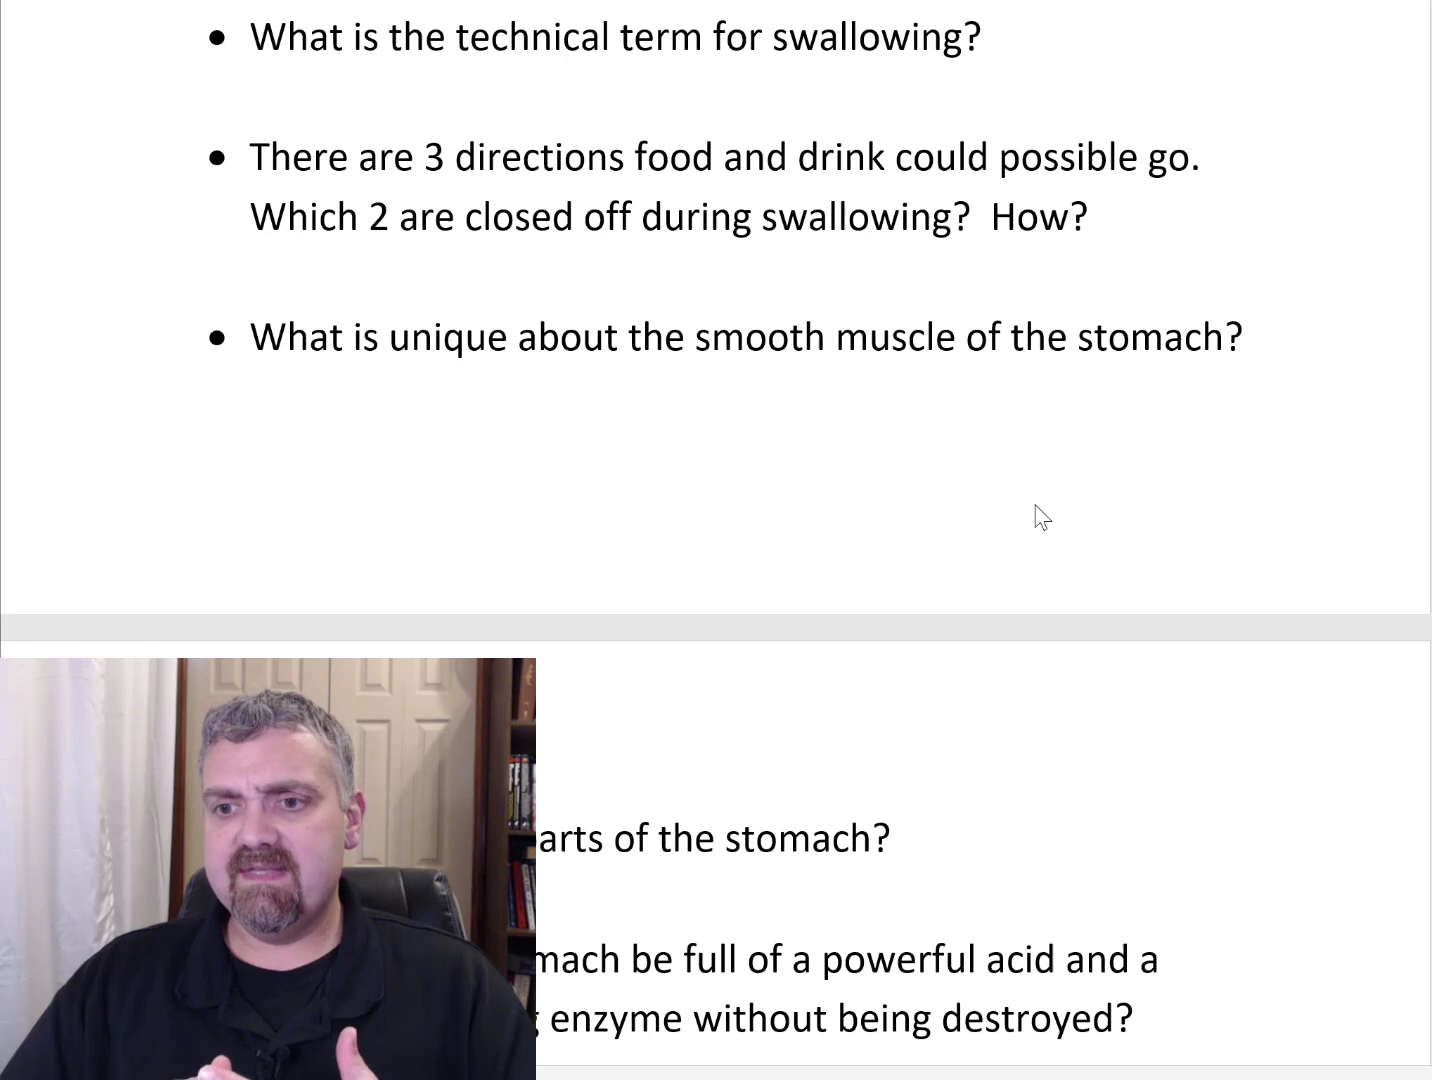 • What is the technical term for swallowing?
• There are 3 directions food and drink could possible go.
Which 2 are closed off during swallowing?  How?
• What is unique about the smooth muscle of the stomach?
of the stomach?
be full of a powerful acid and a
enzyme without being destroyed?